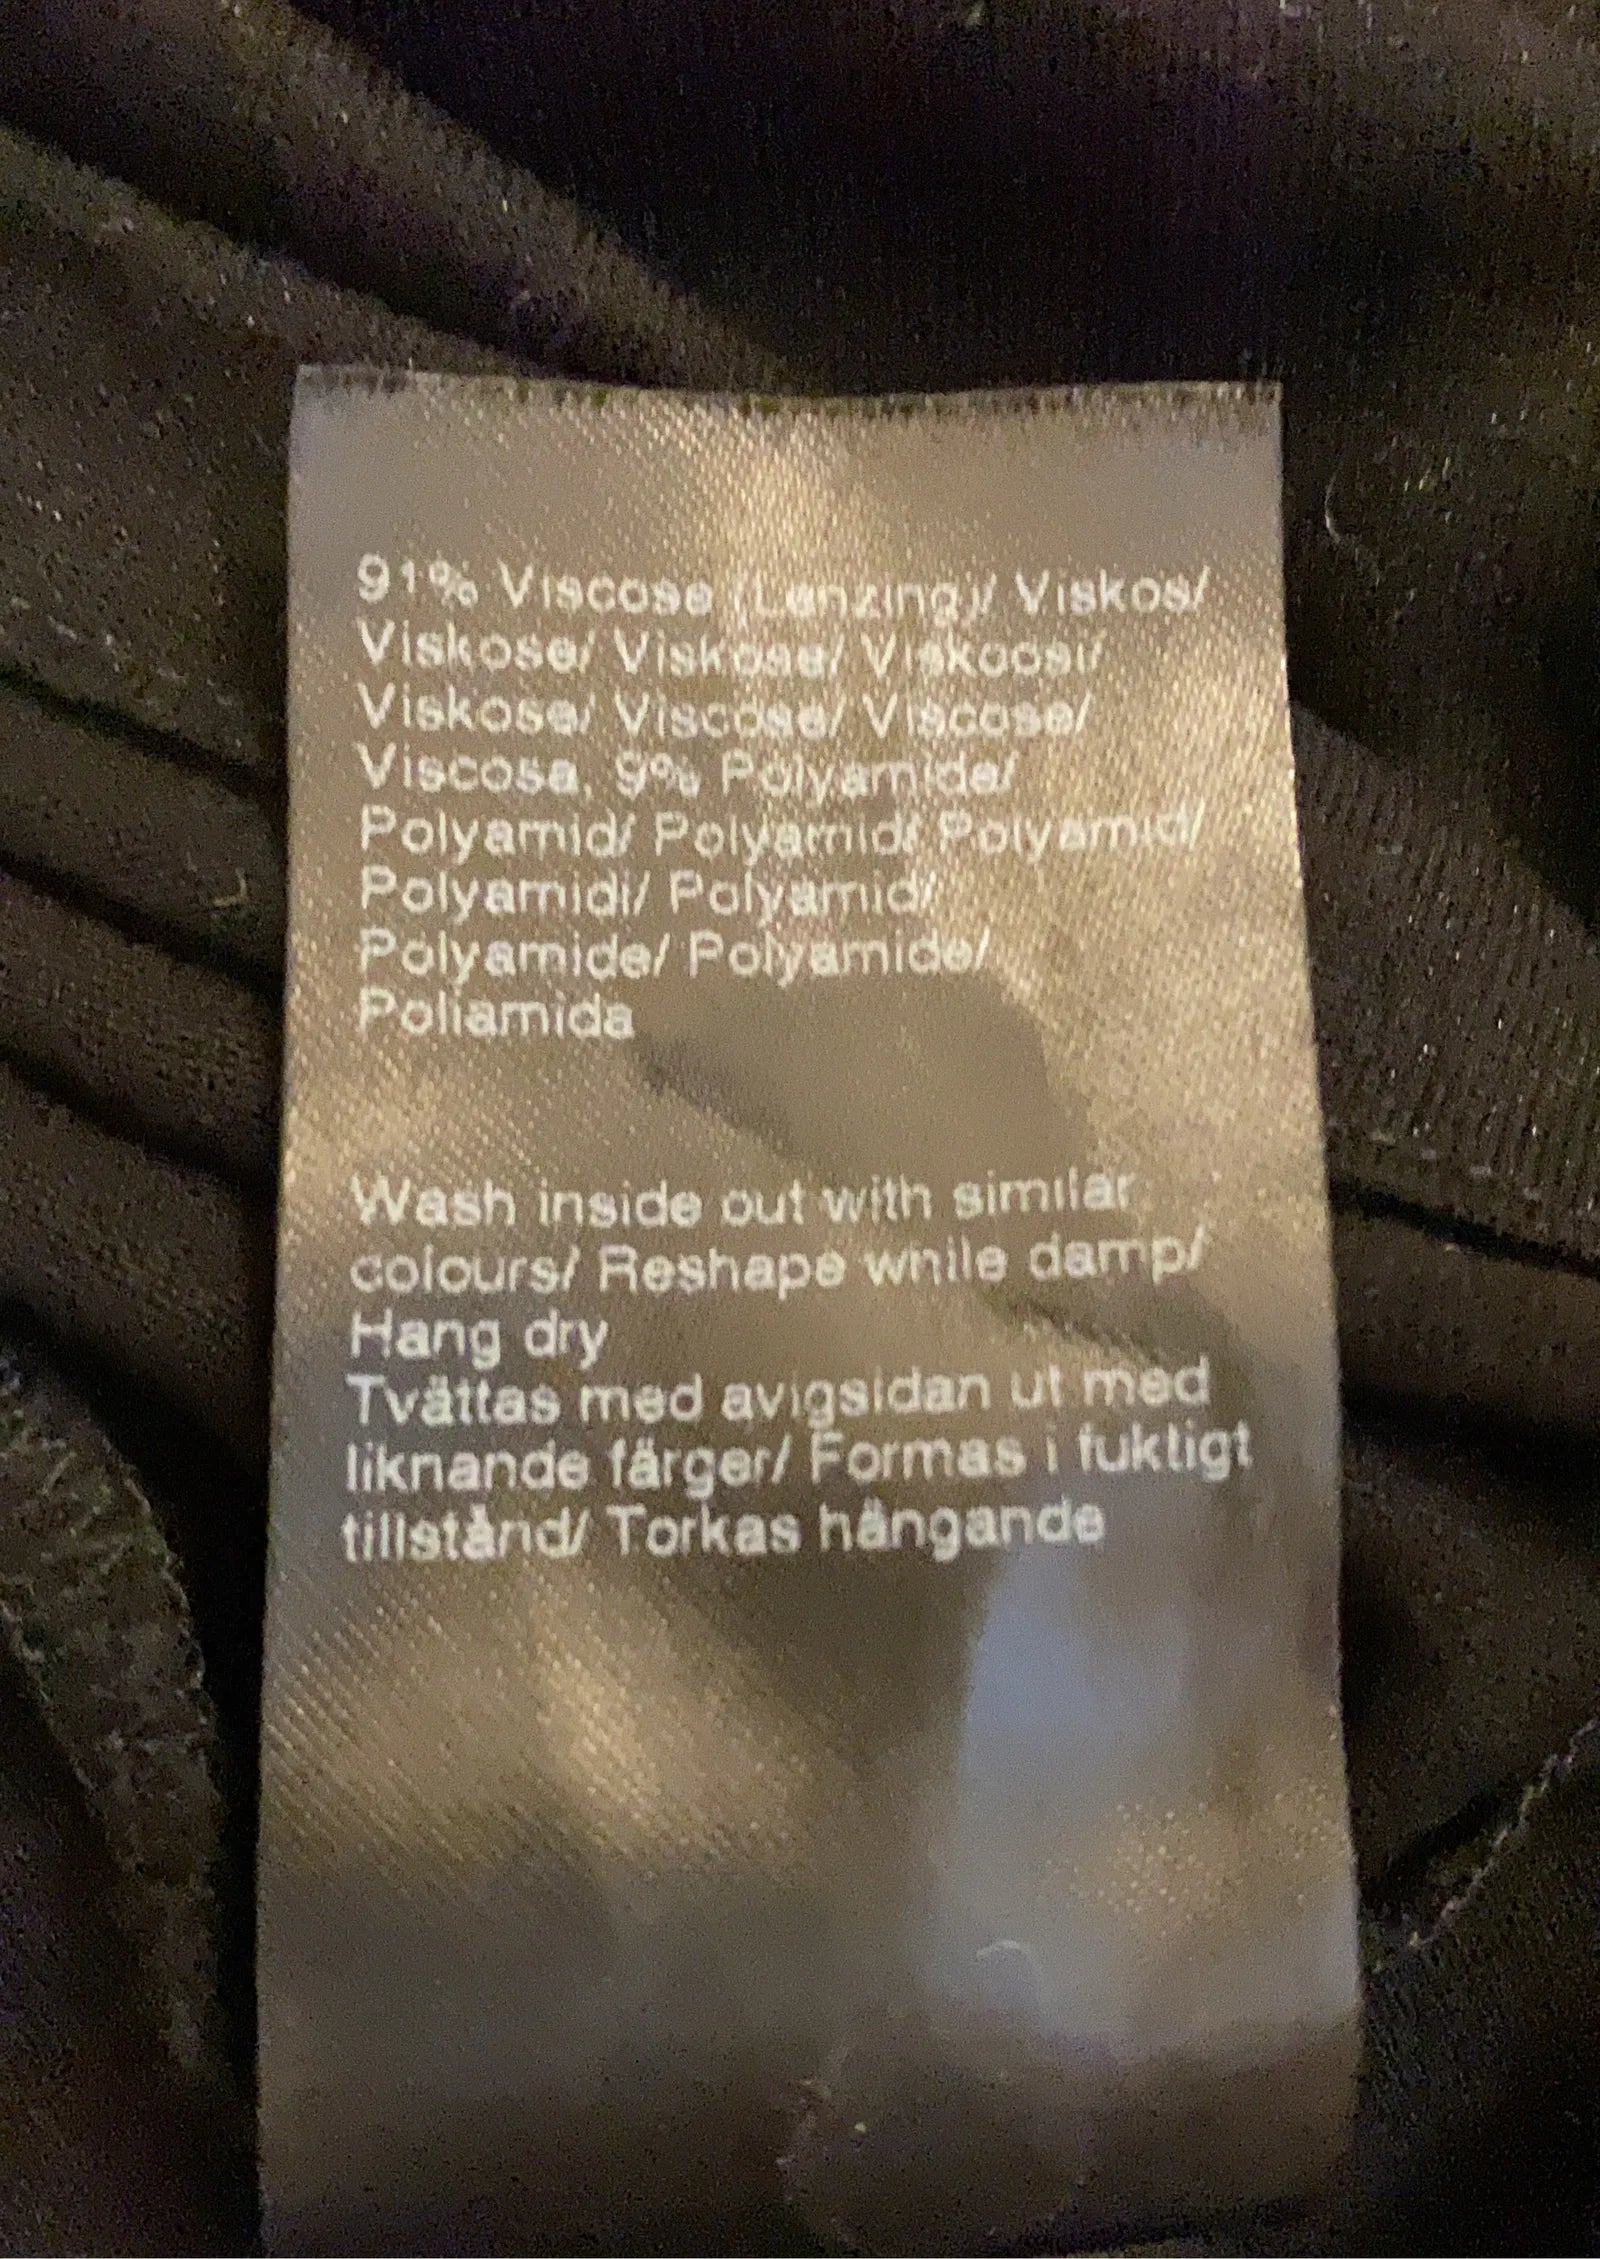 91% Viscose (Lenzing)/ Viskos/
Viskose/ Viskose/ Viskoosi/
Viskose/ Viscose/ Viscose/
Viscosa, 9% Polyamide/
Polyamid/ Polyamid/ Polyamid/
Polyamidi/ Polyamid/
Polyamide/ Polyamide/
Poliamida
Wash inside out with similar
colours/ Reshape while damp/
Hang dry
Tvättas med avigsidan ut med
liknande färger/ Formas i fuktigt
tillstånd/ Torkas hängande